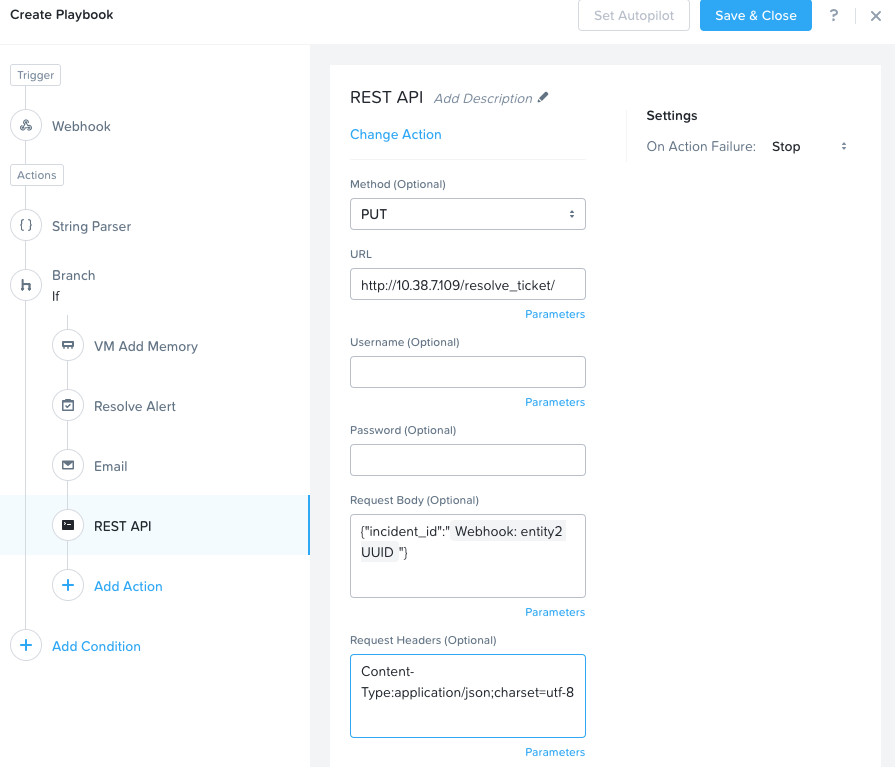 Create Playbook
Set Autopilot
Save & Close
?
Trigger
Webhook
Actions
{ }
String Parser
Branch
If
VM Add Memory
Resolve Alert
Email
REST API
Add Action
Add Condition
REST API
Add Description
Change Action
Method (Optional)
PUT
URL
http://10.38.7.109/resolve_ticket/
Parameters
Username (Optional)
Parameters
Password (Optional)
Request Body (Optional)
{"incident_id":" Webhook: entity2
UUID "}
Parameters
Request Headers (Optional)
Content-
Type:application/json;charset=utf-8
Parameters
Settings
On Action Failure: Stop